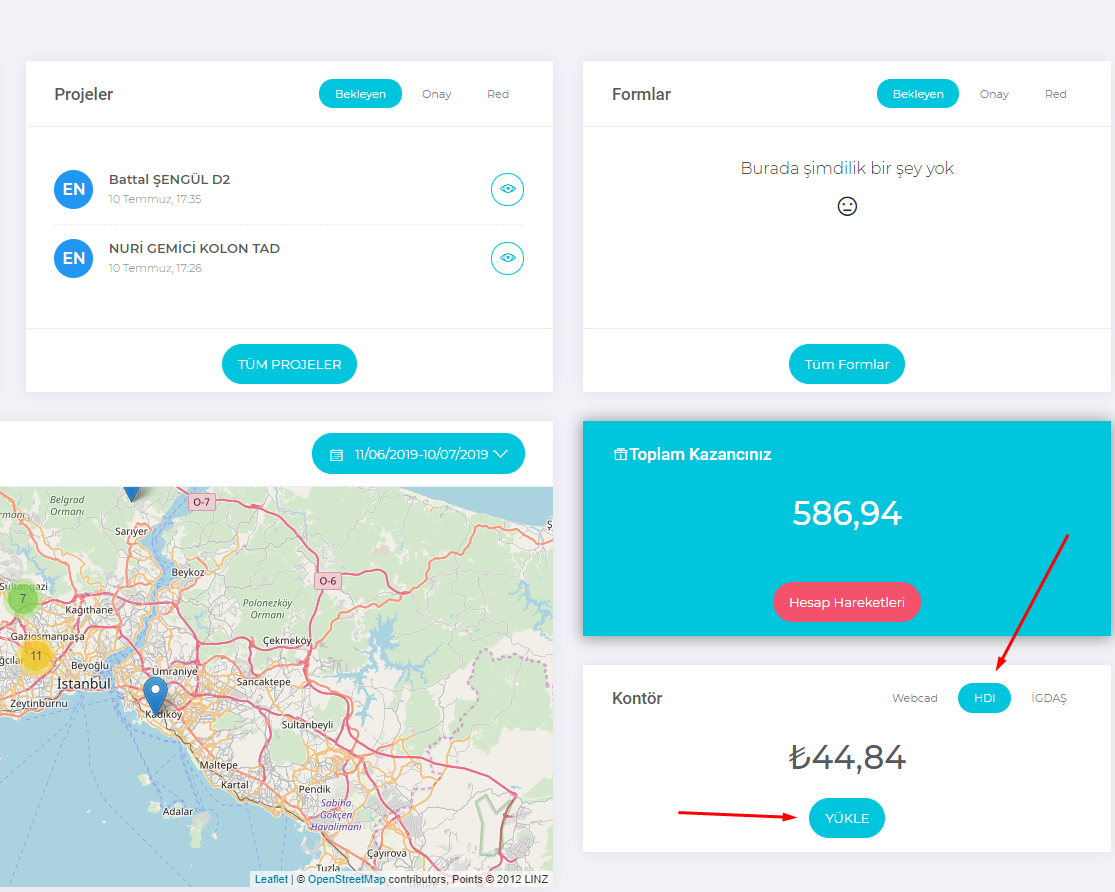 Projeler
Bekleyen Onay Red
EN
Battal ŞENGÜL D2
10 Temmuz, 17:35
EN
NURİ GEMİCİ KOLON TAD
10 Temmuz, 17:26
TÜM PROJELER
Formlar
Bekleyen Onay Red
Burada şimdilik bir şey yok
Tüm Formlar
11/06/2019-10/07/2019
Belgrad
Ormanı
O-7
Sarıyer
Beykoz
O-6
Sultangazi
7
Kağıthane
Polonezköy
Ormanı
Gaziosmanpaşa
11
Beyoğlu
Çekmeköy
Ümraniye
İstanbul
Sancaktepe
Zeytinburnu
Kadıköy
Sultanbeyli
Maltepe
Kartal
Pendik
Sabiha
Gökçen
Havalimanı
Adalar
Çayırova
Tuzla
Leaflet | © OpenStreetMap contributors, Points © 2012 LINZ
Toplam Kazancınız
586,94
Hesap Hareketleri
Kontör
Webcad HDI İGDAŞ
₺44,84
YÜKLE